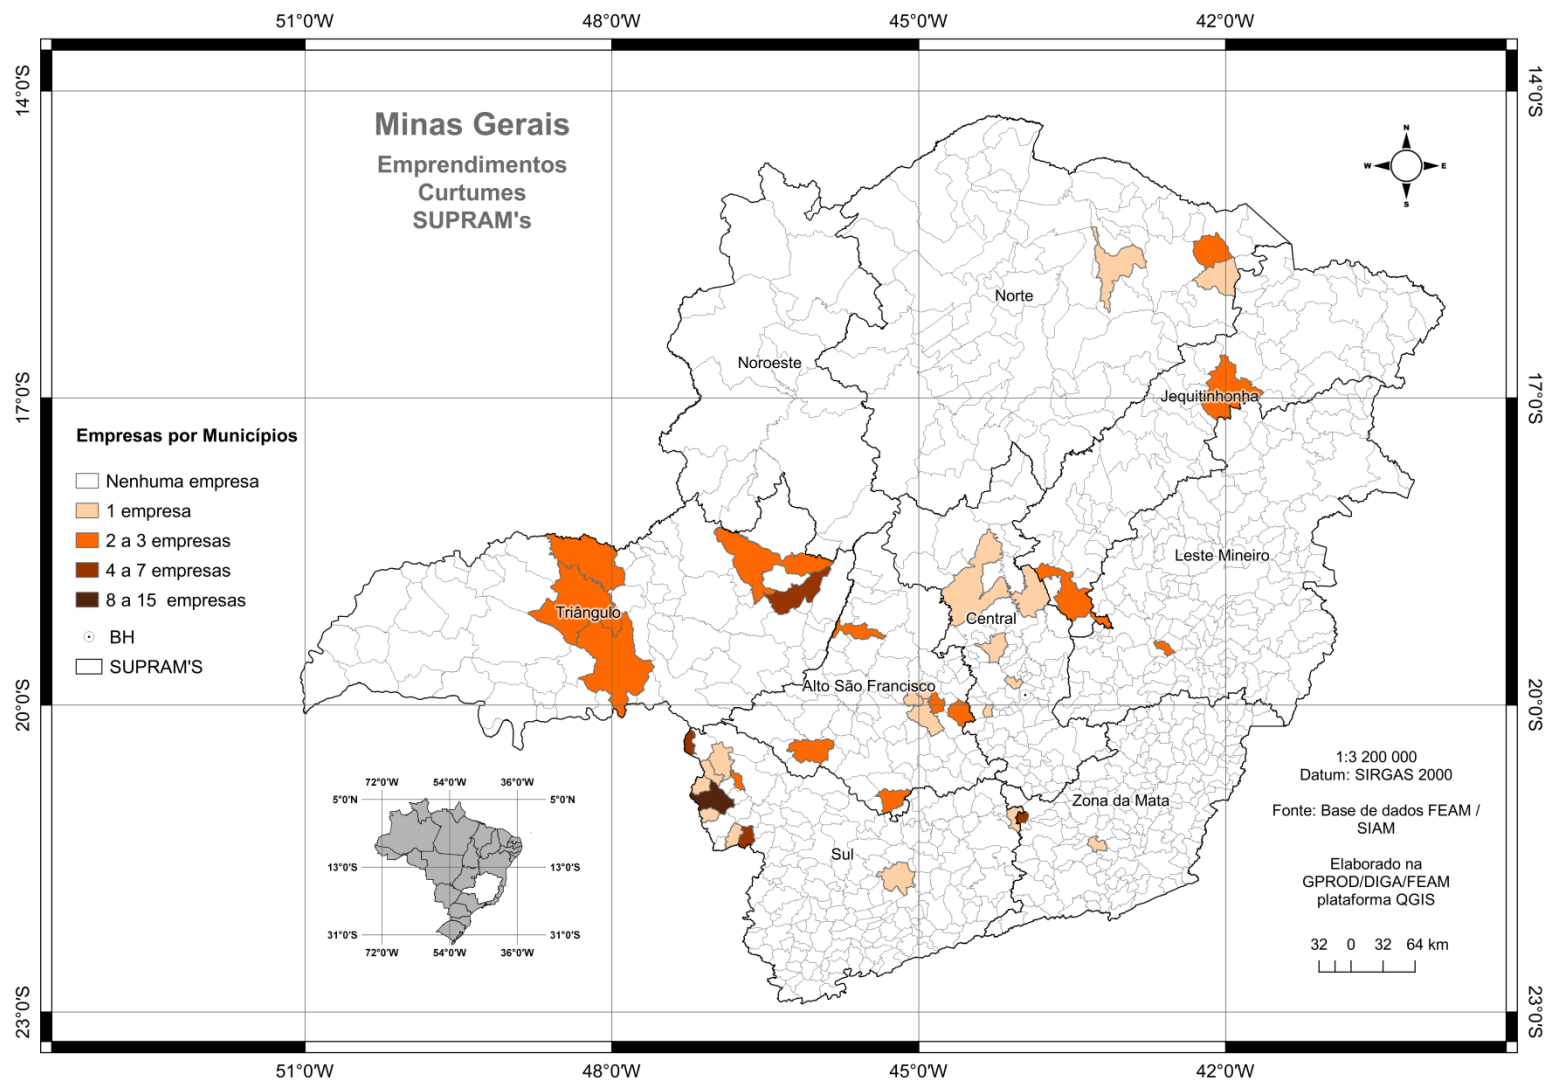 51°0'W 48°0'W 45°0'W 42°0'W
14°0'S 14°0'S
Minas Gerais
Emprendimentos
Curtumes
SUPRAM's
N
W E
S
Norte
Noroeste
Jequitinhonha
17°0'S 17°0'S
Empresas por Municípios
Nenhuma empresa
1 empresa
2 a 3 empresas
4 a 7 empresas
8 a 15 empresas
BH
SUPRAM'S
Leste Mineiro
Triângulo
Central
Alto São Francisco
20°0'S 20°0'S
Zona da Mata
Sul
72°0'W 54°0'W 36°0'W
5°0'N 5°0'N
13°0'S 13°0'S
31°0'S 31°0'S
72°0'W 54°0'W 36°0'W
1:3 200 000
Datum: SIRGAS 2000
Fonte: Base de dados FEAM /
SIAM
Elaborado na
GPROD/DIGA/FEAM
plataforma QGIS
32 0 32 64 km
23°0'S 23°0'S
51°0'W 48°0'W 45°0'W 42°0'W